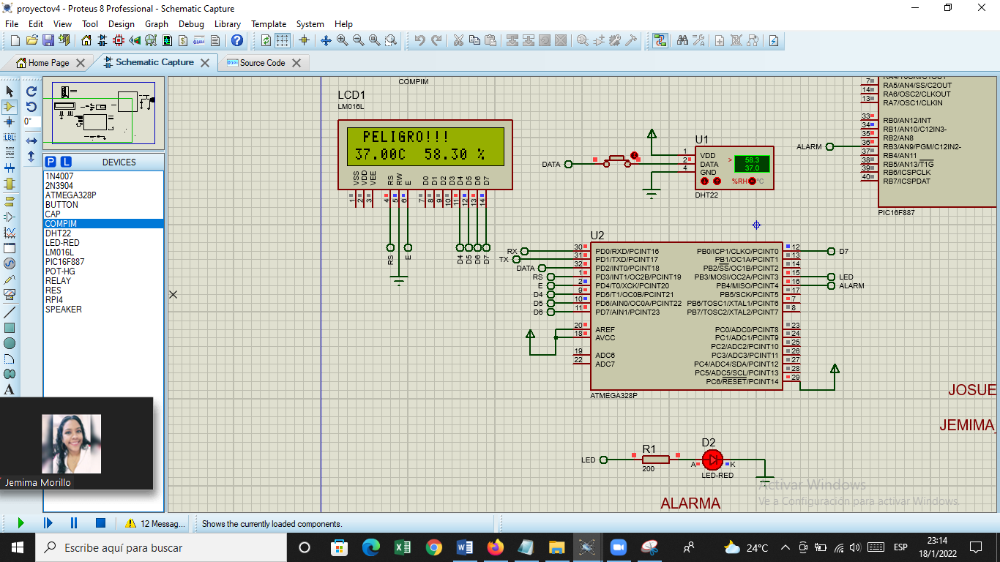 proyectov4 - Proteus 8 Professional - Schematic Capture
File Edit View Tool Design Graph Debug Library Template System Help
Home Page
Schematic Capture
Source Code
0°
LBL
P L DEVICES
1N4007
2N3904
ATMEGA328P
BUTTON
CAP
COMPIM
DHT22
LED-RED
LM016L
PIC16F887
POT-HG
RELAY
RES
RPI4
SPEAKER
A
Jemima Morillo
COMPIM
LCD1
LM016L
PELIGRO!!!
37.00C 58.30 %
VSS VDD VEE RS RW E D0 D1 D2 D3 D4 D5 D6 D7
1 2 3 4 5 6 7 8 9 10 11 12 13 14
RS E D4 D5 D6 D7
DATA
U1
1 VDD
2 DATA
4 GND
> 58.3
37.0
%RH °C
DHT22
RA4/T0CKI/C1OUT
7 RA5/AN4/SS/C2OUT
14 RA6/OSC2/CLKOUT
13 RA7/OSC1/CLKIN
33 RB0/AN12/INT
34 RB1/AN10/C12IN3-
35 RB2/AN8
ALARM 36 RB3/AN9/PGM/C12IN2-
37 RB4/AN11
38 RB5/AN13/T1G
39 RB6/ICSPCLK
40 RB7/ICSPDAT
PIC16F887
U2
RX 30 PD0/RXD/PCINT16
TX 31 PD1/TXD/PCINT17
DATA 32 PD2/INT0/PCINT18
RS 1 PD3/INT1/OC2B/PCINT19
E 2 PD4/T0/XCK/PCINT20
D4 9 PD5/T1/OC0B/PCINT21
D5 10 PD6/AIN0/OC0A/PCINT22
D6 11 PD7/AIN1/PCINT23
20 AREF
18 AVCC
19 ADC6
22 ADC7
PB0/ICP1/CLKO/PCINT0 12 D7
PB1/OC1A/PCINT1 13
PB2/SS/OC1B/PCINT2 14
PB3/MOSI/OC2A/PCINT3 15 LED
PB4/MISO/PCINT4 16 ALARM
PB5/SCK/PCINT5 17
PB6/TOSC1/XTAL1/PCINT6 7
PB7/TOSC2/XTAL2/PCINT7 8
PC0/ADC0/PCINT8 23
PC1/ADC1/PCINT9 24
PC2/ADC2/PCINT10 25
PC3/ADC3/PCINT11 26
PC4/ADC4/SDA/PCINT12 27
PC5/ADC5/SCL/PCINT13 28
PC6/RESET/PCINT14 29
ATMEGA328P
JOSUE
JEMIMA
LED
R1
200
D2
A K
LED-RED
ALARMA
Activar Windows
Ve a Configuración para activar Windows.
12 Messag...
Shows the currently loaded components.
Escribe aquí para buscar
24°C
ESP
23:14
18/1/2022